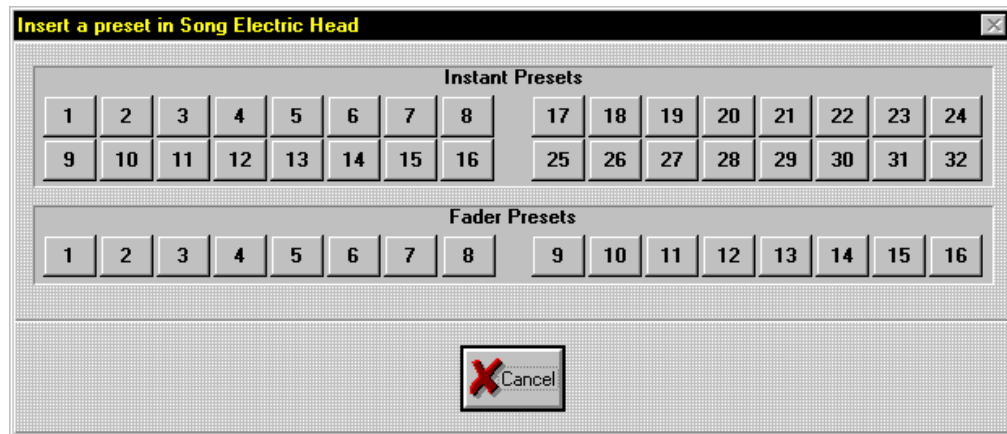 Insert a preset in Song Electric Head
Instant Presets
1 2 3 4 5 6 7 8 17 18 19 20 21 22 23 24
9 10 11 12 13 14 15 16 25 26 27 28 29 30 31 32
Fader Presets
1 2 3 4 5 6 7 8 9 10 11 12 13 14 15 16
Cancel